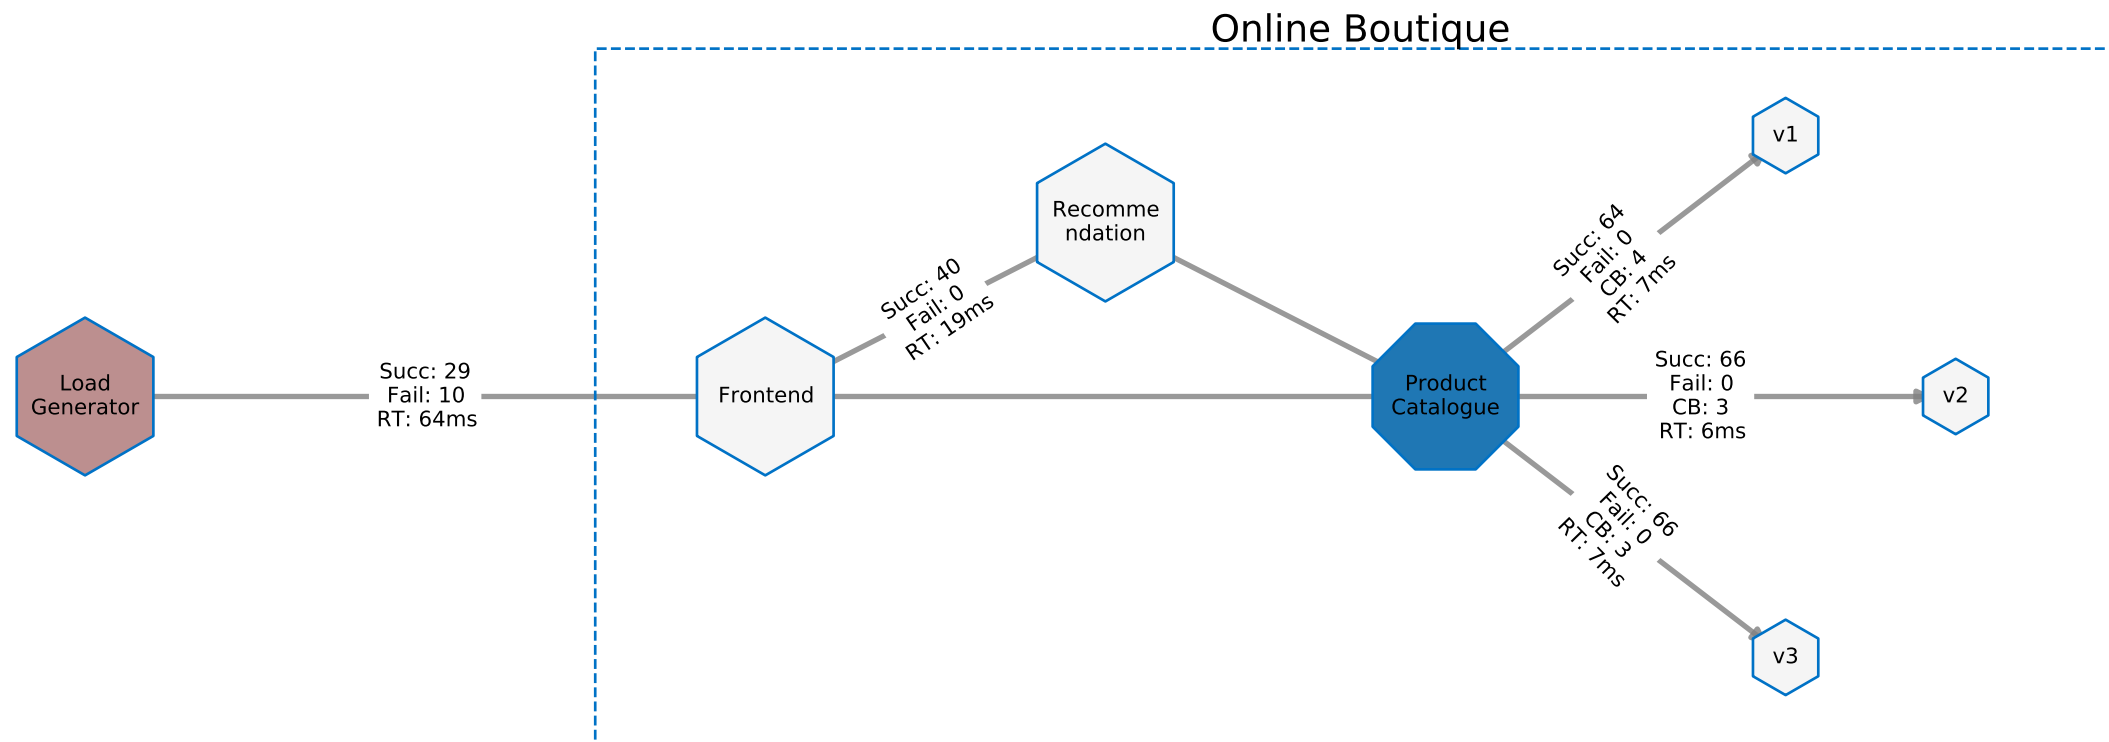 Online Boutique
Load
Generator
Succ: 29
Fail: 10
RT: 64ms
Frontend
Succ: 40
Fail: 0
RT: 19ms
Recomme
ndation
Product
Catalogue
Succ: 64
Fail: 0
CB: 4
RT: 7ms
v1
Succ: 66
Fail: 0
CB: 3
RT: 6ms
v2
Succ: 66
Fail: 0
CB: 3
RT: 7ms
v3